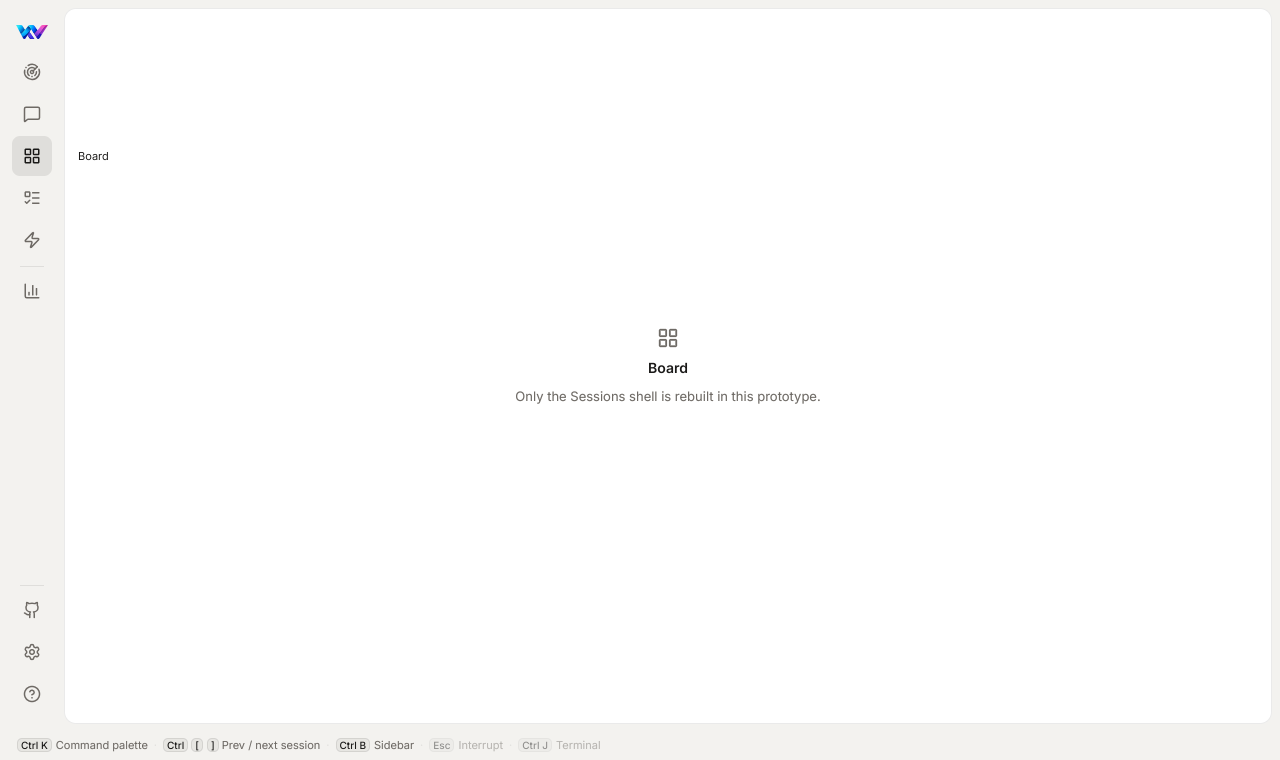 Board
Board
Only the Sessions shell is rebuilt in this prototype.
Ctrl K Command palette · Ctrl [ ] Prev / next session · Ctrl B Sidebar · Esc Interrupt · Ctrl J Terminal